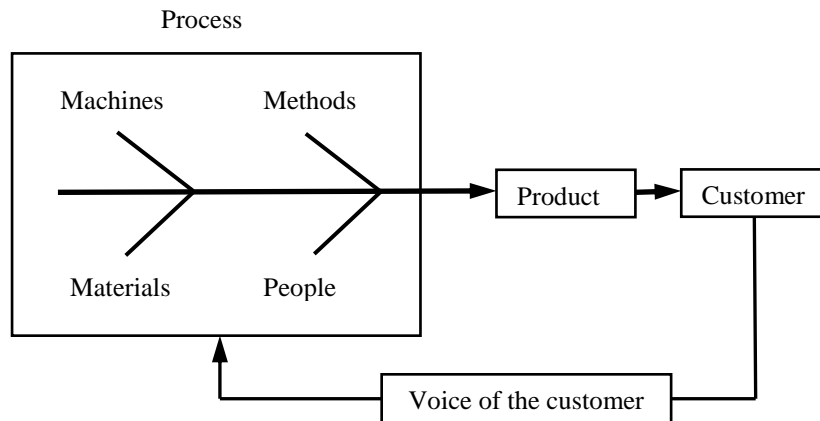 Process
Machines
Methods
Product
Customer
Materials
People
Voice of the customer